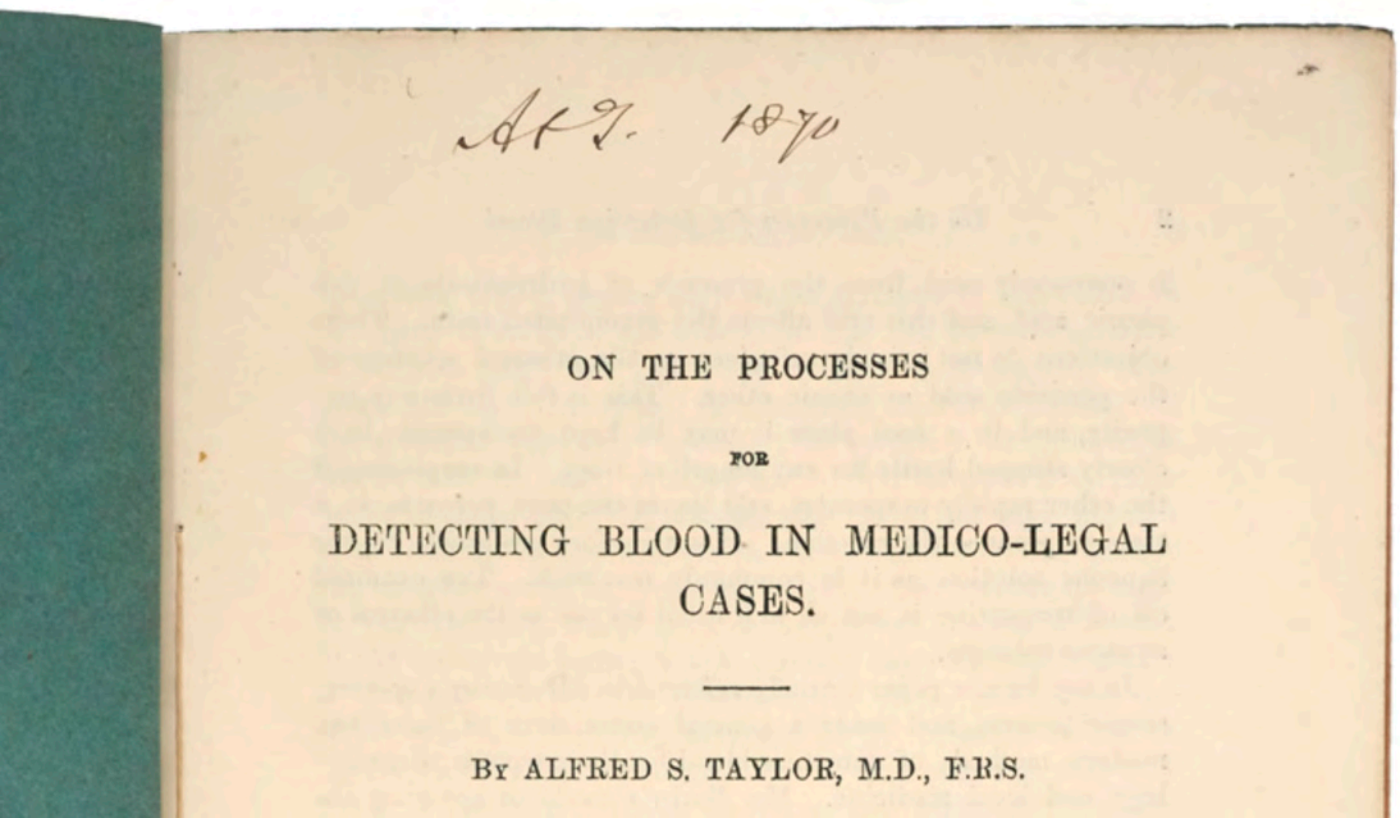 1870
ON THE PROCESSES
FOR
DETECTING BLOOD IN MEDICO-LEGAL
CASES.
By ALFRED S. TAYLOR, M.D., F.R.S.